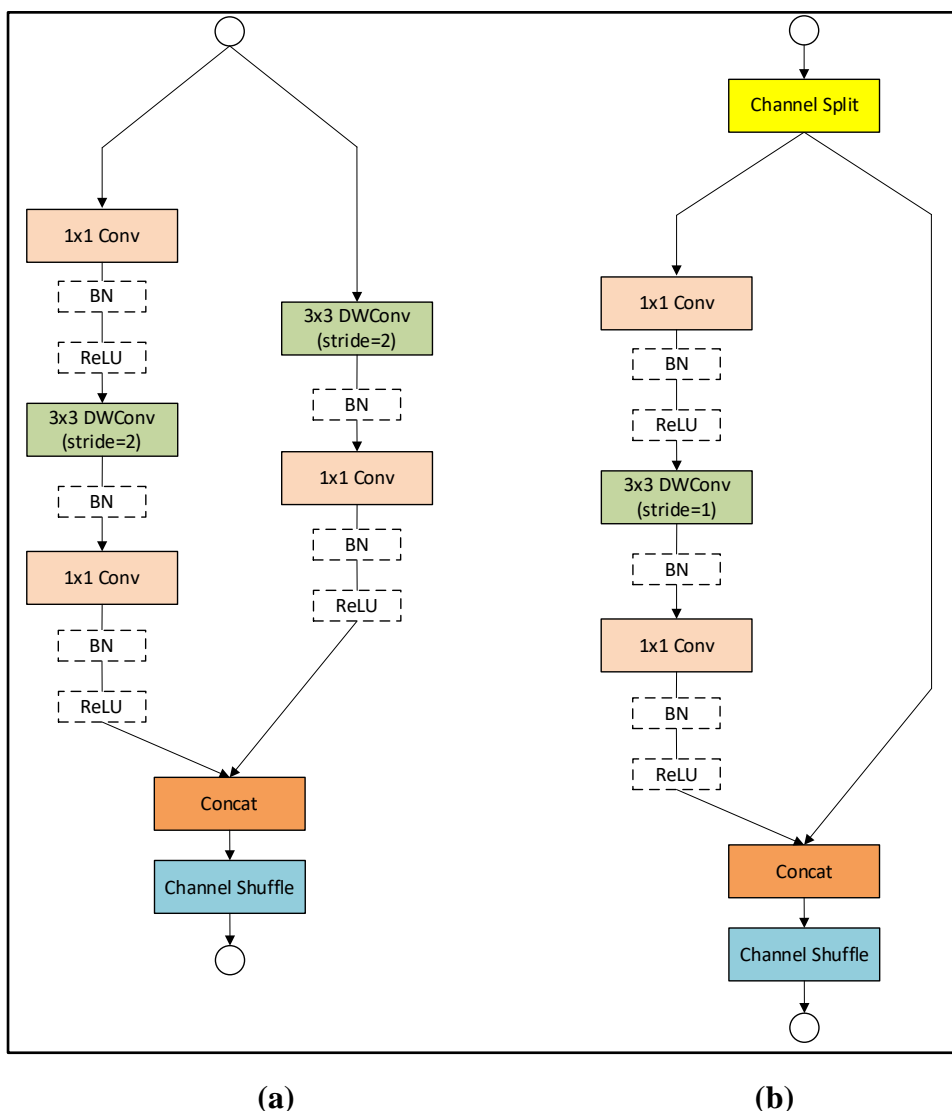 1x1 Conv
BN
ReLU
3x3 DWConv
(stride=2)
BN
1x1 Conv
BN
ReLU
3x3 DWConv
(stride=2)
BN
1x1 Conv
BN
ReLU
Concat
Channel Shuffle
Channel Split
1x1 Conv
BN
ReLU
3x3 DWConv
(stride=1)
BN
1x1 Conv
BN
ReLU
Concat
Channel Shuffle
(a)
(b)